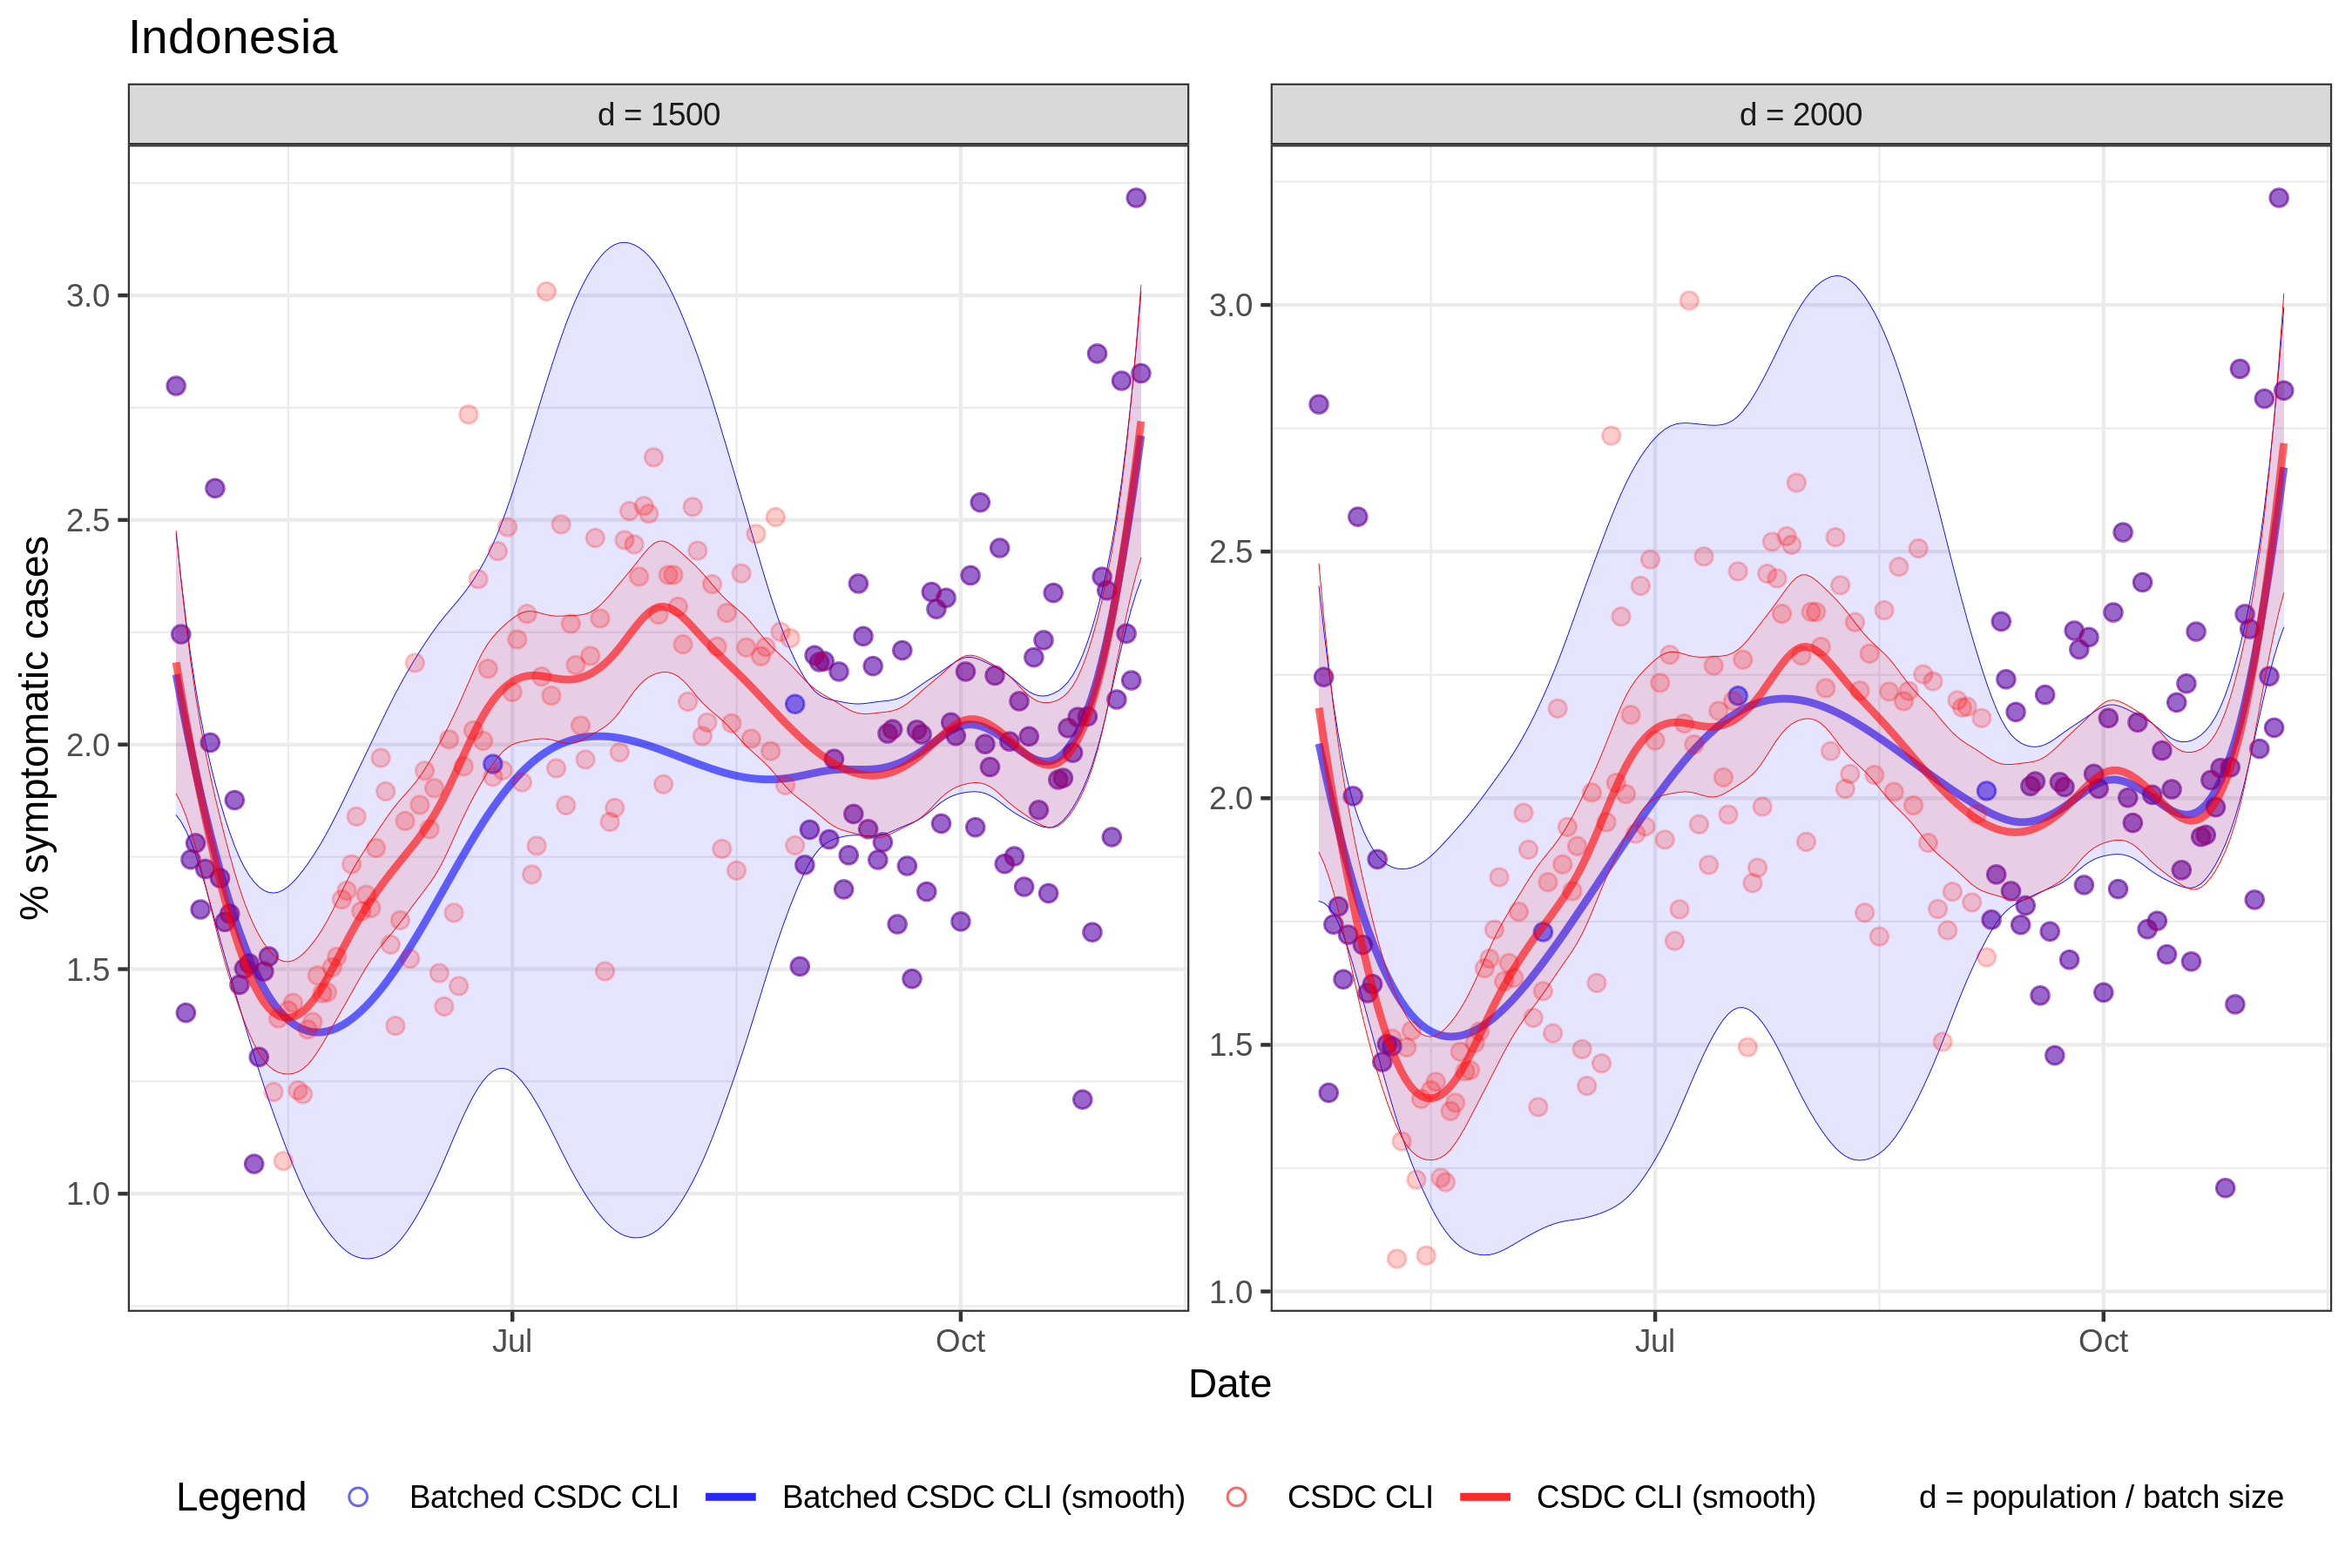 Indonesia
d = 1500
d = 2000
% symptomatic cases
3.0
2.5
2.0
1.5
1.0
3.0
2.5
2.0
1.5
1.0
Jul
Oct
Jul
Oct
Date
Legend Batched CSDC CLI Batched CSDC CLI (smooth) CSDC CLI CSDC CLI (smooth) d = population / batch size